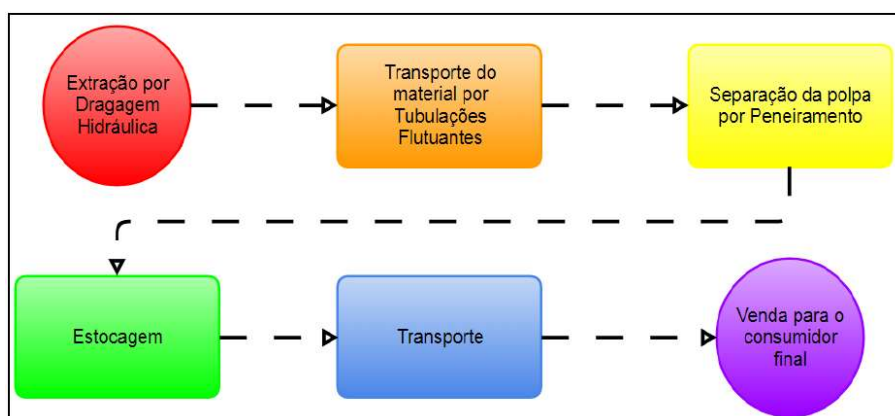 Extração por
Dragagem
Hidráulica
Transporte do
material por
Tubulações
Flutuantes
Separação da polpa
por Peneiramento
Estocagem
Transporte
Venda para o
consumidor
final